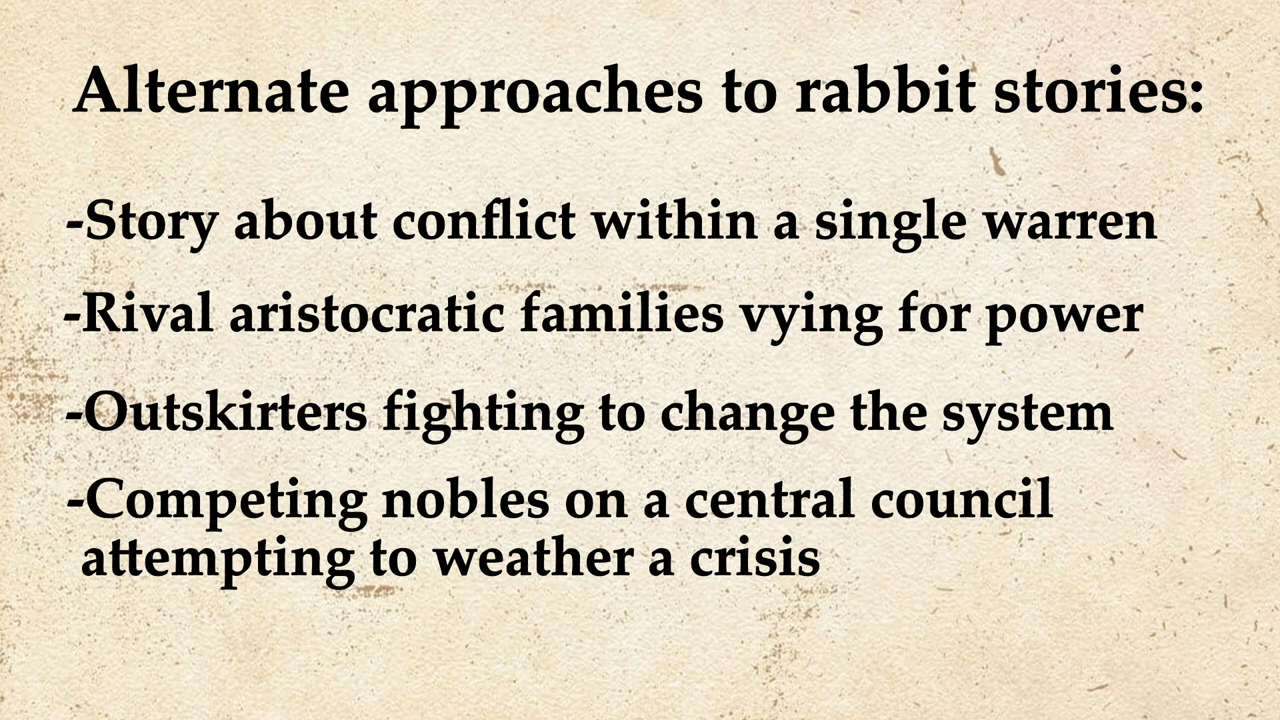 Alternate approaches to rabbit stories:
-Story about conflict within a single warren
-Rival aristocratic families vying for power
-Outskirters fighting to change the system
-Competing nobles on a central council
attempting to weather a crisis